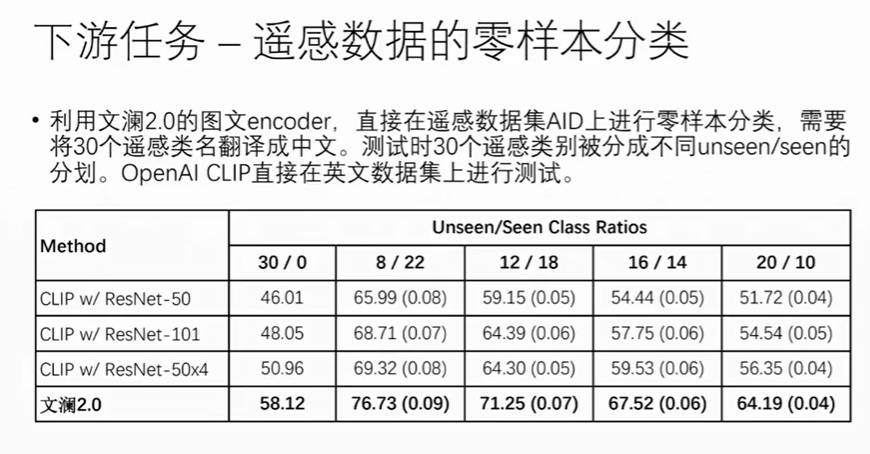 下游任务 – 遥感数据的零样本分类
• 利用文澜2.0的图文encoder，直接在遥感数据集AID上进行零样本分类，需要
将30个遥感类名翻译成中文。测试时30个遥感类别被分成不同unseen/seen的
分划。OpenAI CLIP直接在英文数据集上进行测试。
Method Unseen/Seen Class Ratios
30 / 0 8 / 22 12 / 18 16 / 14 20 / 10
CLIP w/ ResNet-50 46.01 65.99 (0.08) 59.15 (0.05) 54.44 (0.05) 51.72 (0.04)
CLIP w/ ResNet-101 48.05 68.71 (0.07) 64.39 (0.06) 57.75 (0.06) 54.54 (0.05)
CLIP w/ ResNet-50x4 50.96 69.32 (0.08) 64.30 (0.05) 59.53 (0.06) 56.35 (0.04)
文澜2.0 58.12 76.73 (0.09) 71.25 (0.07) 67.52 (0.06) 64.19 (0.04)